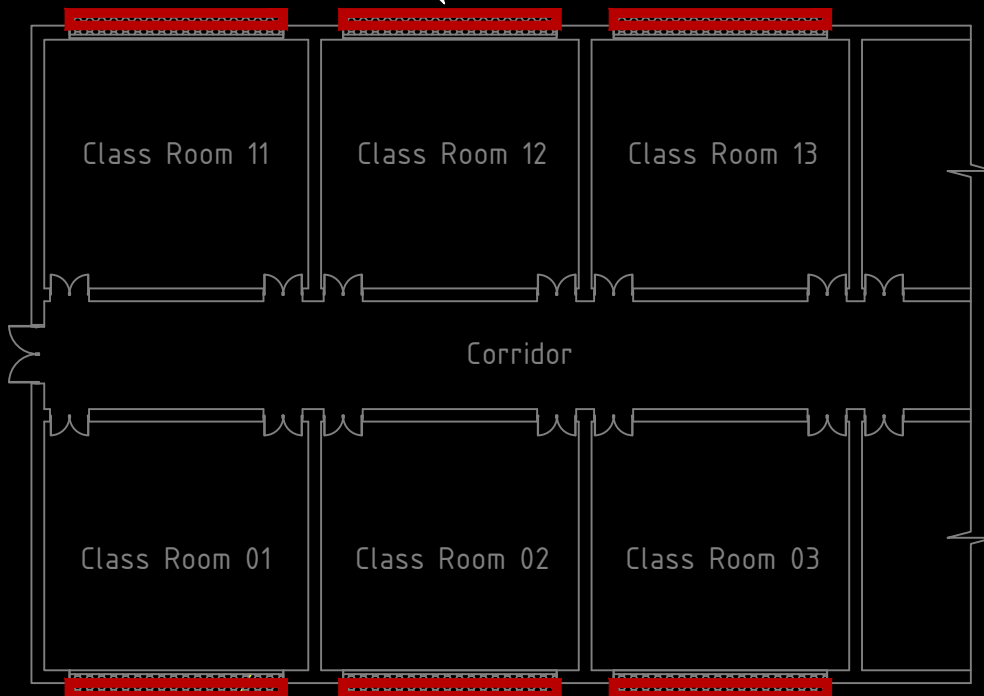 Class Room 11
Class Room 12
Class Room 13
Corridor
Class Room 01
Class Room 02
Class Room 03